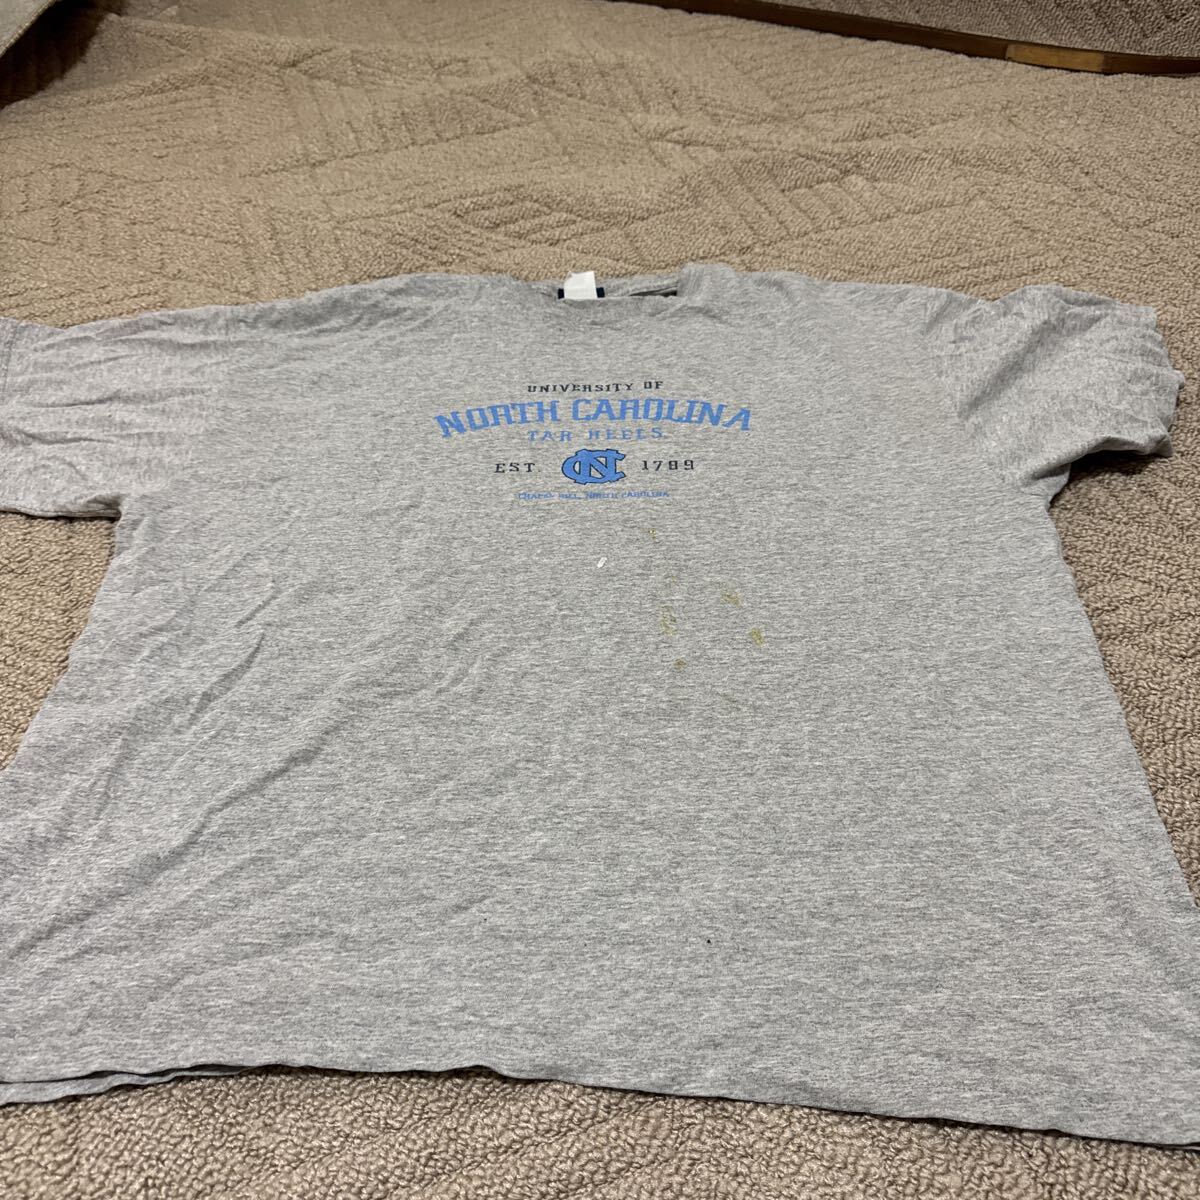 UNIVERSITY OF
NORTH CAROLINA
TAR HEELS
EST NC 1789
CHAPEL HILL, NORTH CAROLINA